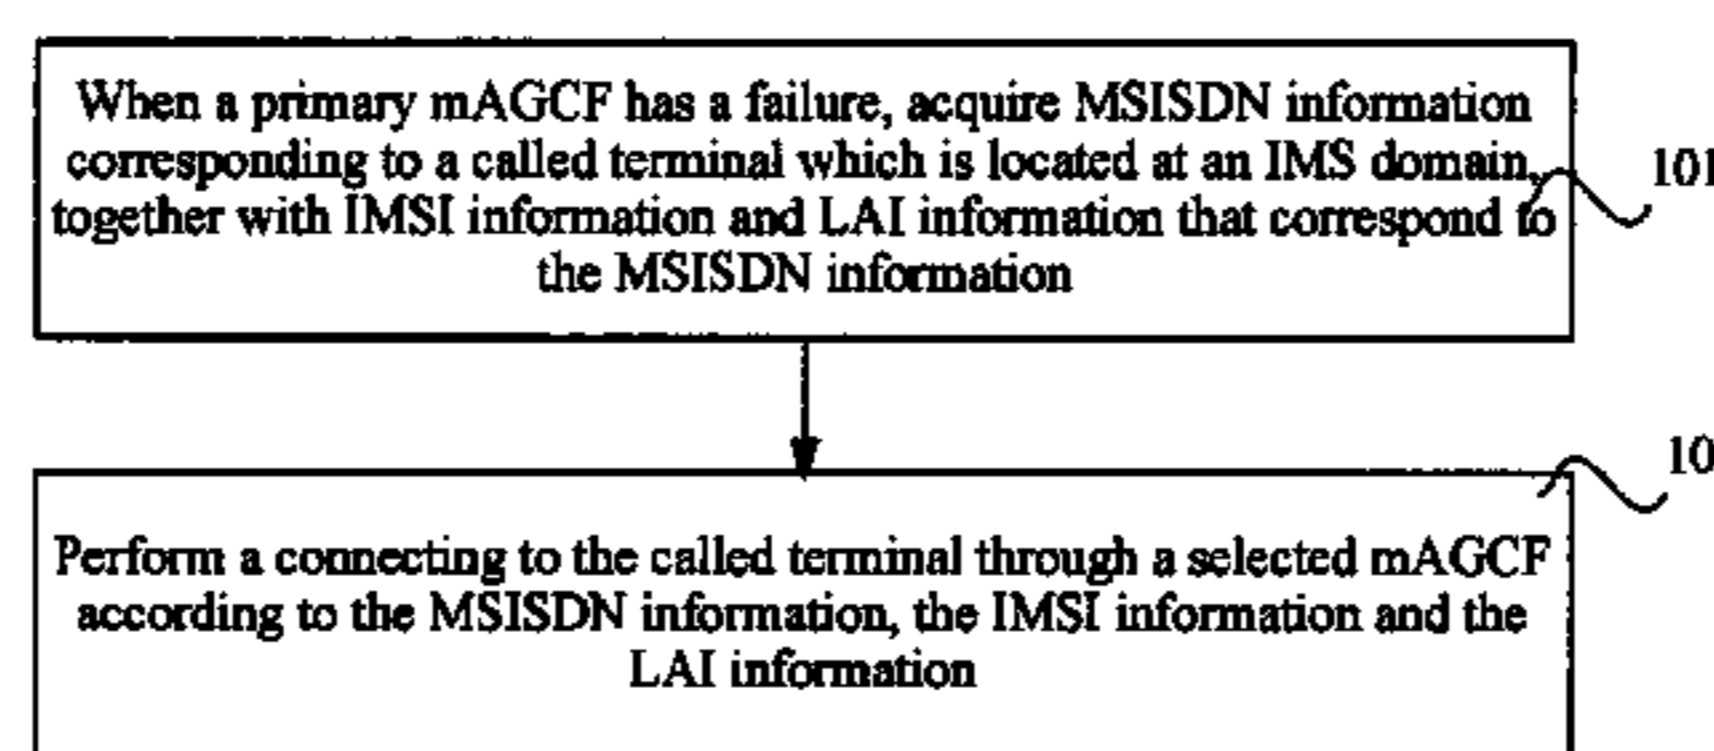 When a primary mAGCF has a failure, acquire MSISDN information
corresponding to a called terminal which is located at an IMS domain,
together with IMSI information and LAI information that correspond to
the MSISDN information
101
10
Perform a connecting to the called terminal through a selected mAGCF
according to the MSISDN information, the IMSI information and the
LAI information